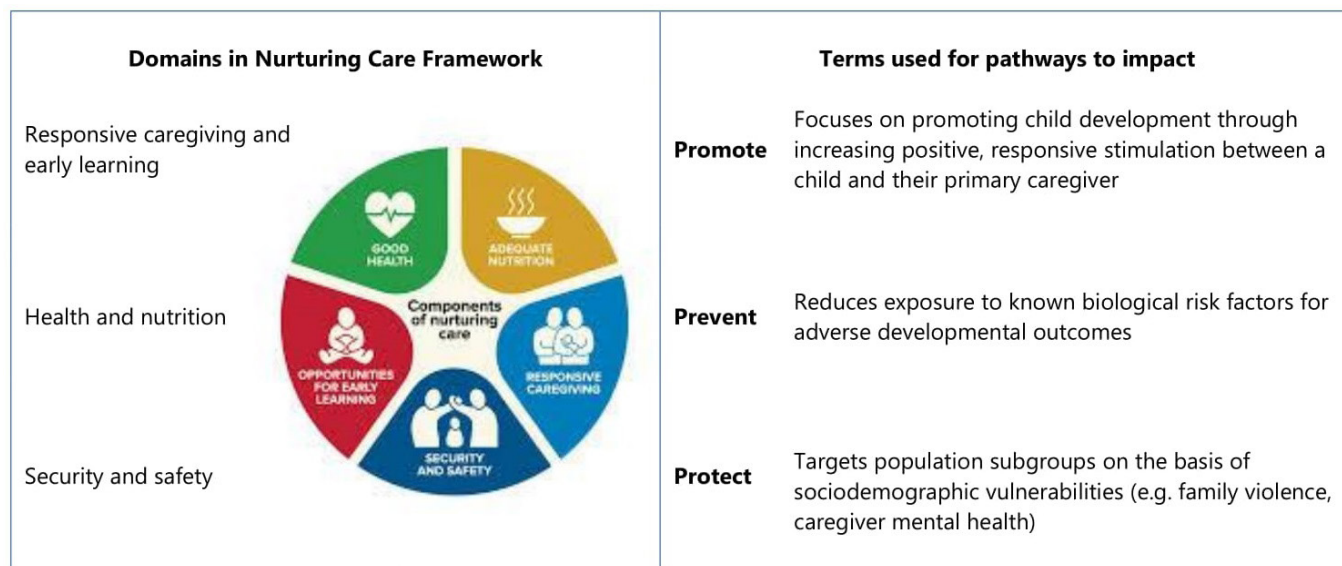 Domains in Nurturing Care Framework
Responsive caregiving and
early learning
Health and nutrition
Security and safety
GOOD
HEALTH
ADEQUATE
NUTRITION
Components
of nurturing
care
OPPORTUNITIES
FOR EARLY
LEARNING
RESPONSIVE
CAREGIVING
SECURITY
AND SAFETY
Terms used for pathways to impact
Promote
Focuses on promoting child development through
increasing positive, responsive stimulation between a
child and their primary caregiver
Prevent
Reduces exposure to known biological risk factors for
adverse developmental outcomes
Protect
Targets population subgroups on the basis of
sociodemographic vulnerabilities (e.g. family violence,
caregiver mental health)